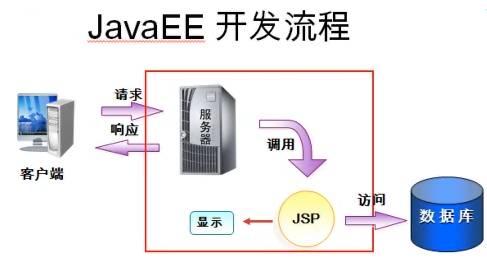 JavaEE 开发流程
请求
响应
客户端
服务器
调用
显示
JSP
访问
数据库